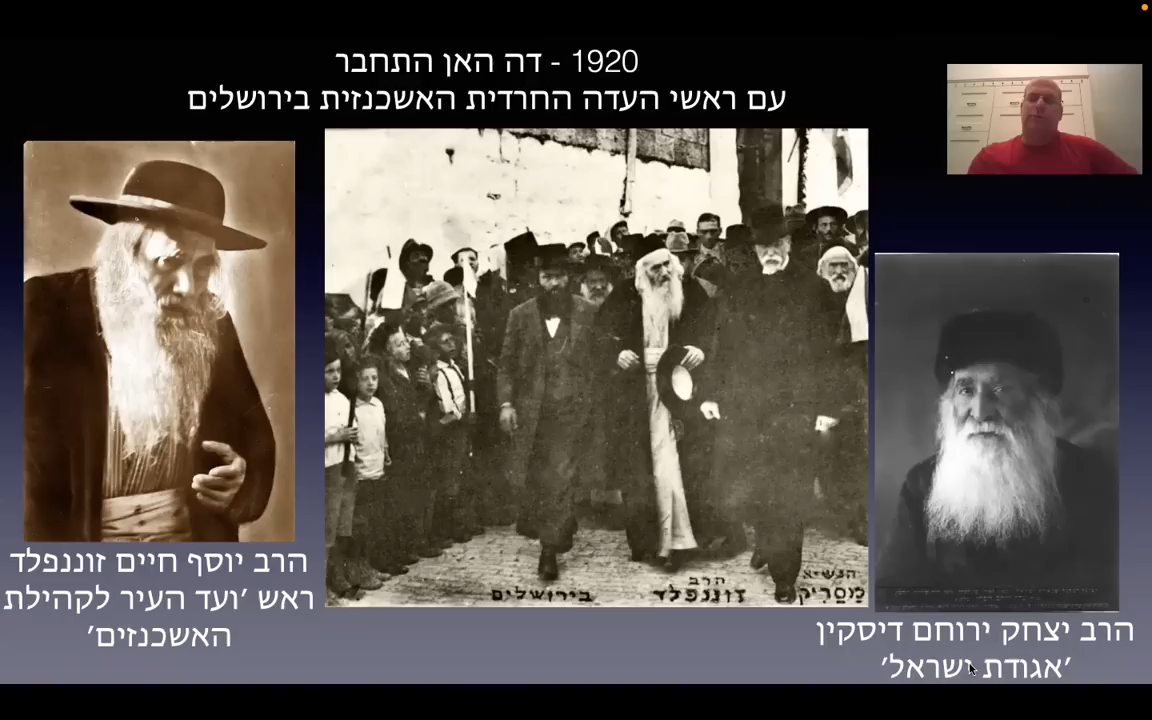 1920 - דה האן התחבר
עם ראשי העדה החרדית האשכנזית בירושלים
הנשיא
הרב
מסריק
זוננפלד
בירושלים
הרב יוסף חיים זוננפלד
ראש 'ועד העיר לקהילת
האשכנזים'
הרב יצחק ירוחם דיסקין
'אגודת ישראל'